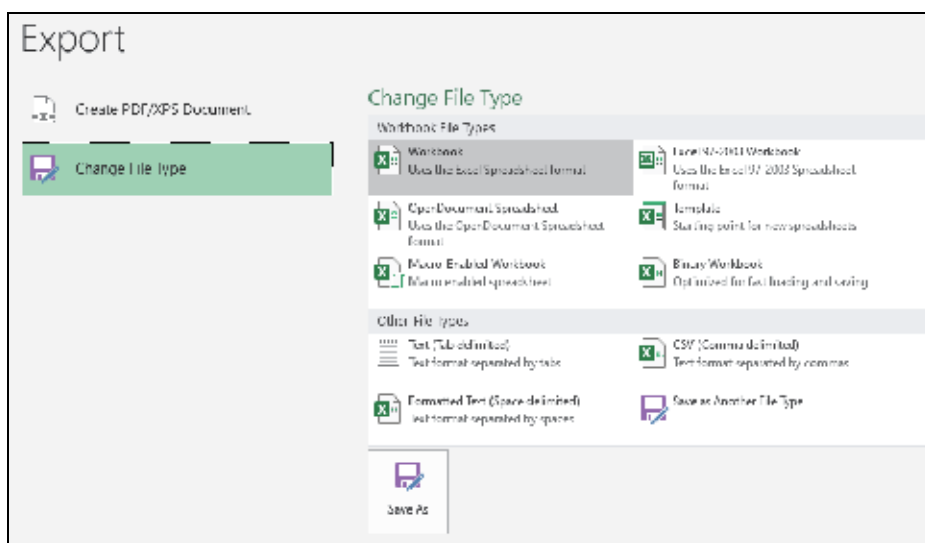 Export
Create PDF/XPS Document
Change File Type
Change File Type
Workbook File Types
Workbook
Uses the Excel Spreadsheet format
Excel 97-2003 Workbook
Uses the Excel 97-2003 Spreadsheet
format
OpenDocument Spreadsheet
Uses the OpenDocument Spreadsheet
format
Template
Starting point for new spreadsheets
Macro-Enabled Workbook
Macro enabled spreadsheet
Binary Workbook
Optimized for fast loading and saving
Other File Types
Text (Tab delimited)
Text format separated by tabs
CSV (Comma delimited)
Text format separated by commas
Formatted Text (Space delimited)
Text format separated by spaces
Save as Another File Type
Save As